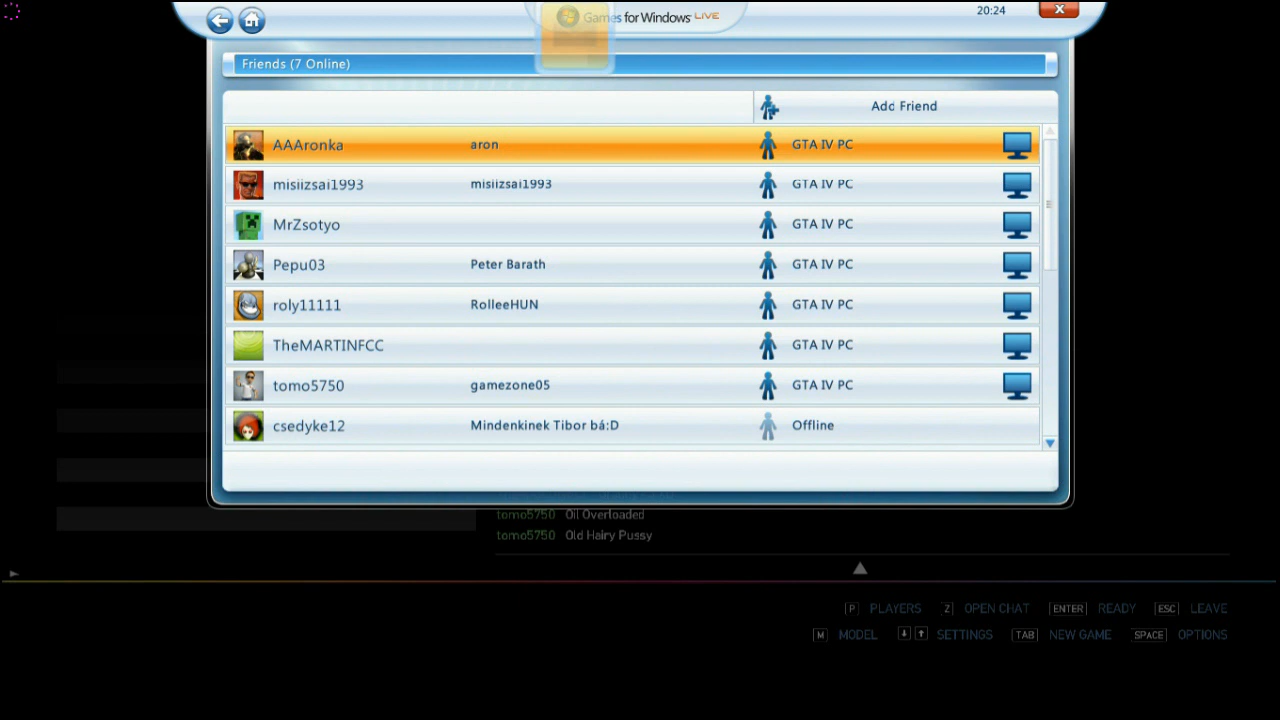 Games for Windows LIVE
20:24
Friends (7 Online)
Add Friend
AAAronka aron GTA IV PC
misiizsai1993 misiizsai1993 GTA IV PC
MrZsotyo GTA IV PC
Pepu03 Peter Barath GTA IV PC
roly11111 RolleeHUN GTA IV PC
TheMARTINFCC GTA IV PC
tomo5750 gamezone05 GTA IV PC
csedyke12 Mindenkinek Tibor bá:D Offline
tomo5750 Oil Overloaded
tomo5750 Old Hairy Pussy
P PLAYERS Z OPEN CHAT ENTER READY ESC LEAVE
M MODEL SETTINGS TAB NEW GAME SPACE OPTIONS